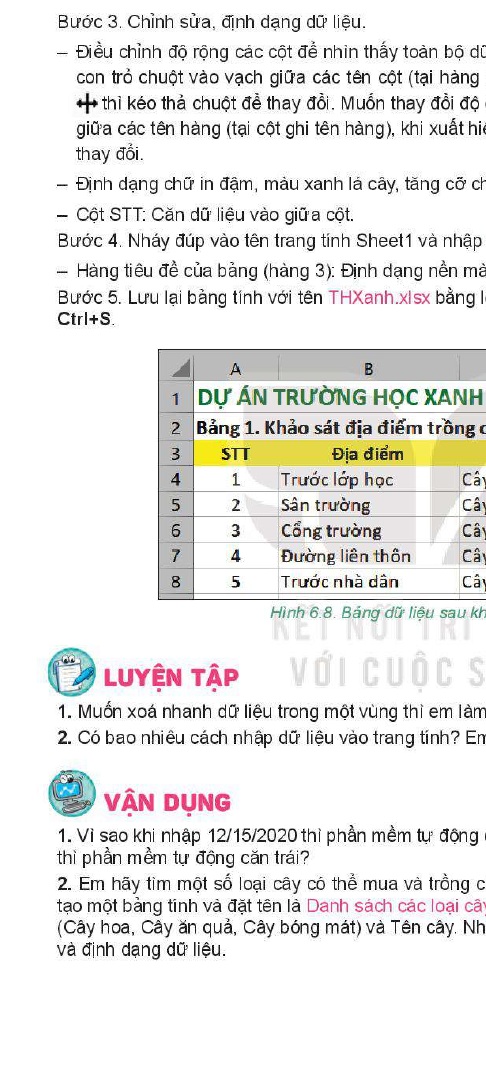 Bước 3. Chỉnh sửa, định dạng dữ liệu.
– Điều chỉnh độ rộng các cột để nhìn thấy toàn bộ
con trỏ chuột vào vạch giữa các tên cột (tại hàng
thì kéo thả chuột để thay đổi. Muốn thay đổi độ
giữa các tên hàng (tại cột ghi tên hàng), khi xuất
thay đổi.
– Định dạng chữ in đậm, màu xanh lá cây, tăng cỡ
– Cột STT: Căn dữ liệu vào giữa cột.
Bước 4. Nháy đúp vào tên trang tính Sheet1 và nhập
– Hàng tiêu đề của bảng (hàng 3): Định dạng nền
Bước 5. Lưu lại bảng tính với tên THXanh.xlsx bằng
Ctrl+S.
A B
1 DỰ ÁN TRƯỜNG HỌC XANH
2 Bảng 1. Khảo sát địa điểm trồng
3 STT Địa điểm
4 1 Trước lớp học Cây
5 2 Sân trường Cây
6 3 Cổng trường Cây
7 4 Đường liên thôn Cây
8 5 Trước nhà dân Cây
Hình 6.8. Bảng dữ liệu sau
KẾT NỐI TRI
VỚI CUỘC S
LUYỆN TẬP
1. Muốn xoá nhanh dữ liệu trong một vùng thì em làm
2. Có bao nhiêu cách nhập dữ liệu vào trang tính? Em
VẬN DỤNG
1. Vì sao khi nhập 12/15/2020 thì phần mềm tự động
thì phần mềm tự động căn trái?
2. Em hãy tìm một số loại cây có thể mua và trồng
tạo một bảng tính và đặt tên là Danh sách các loại cây
(Cây hoa, Cây ăn quả, Cây bóng mát) và Tên cây.
và định dạng dữ liệu.